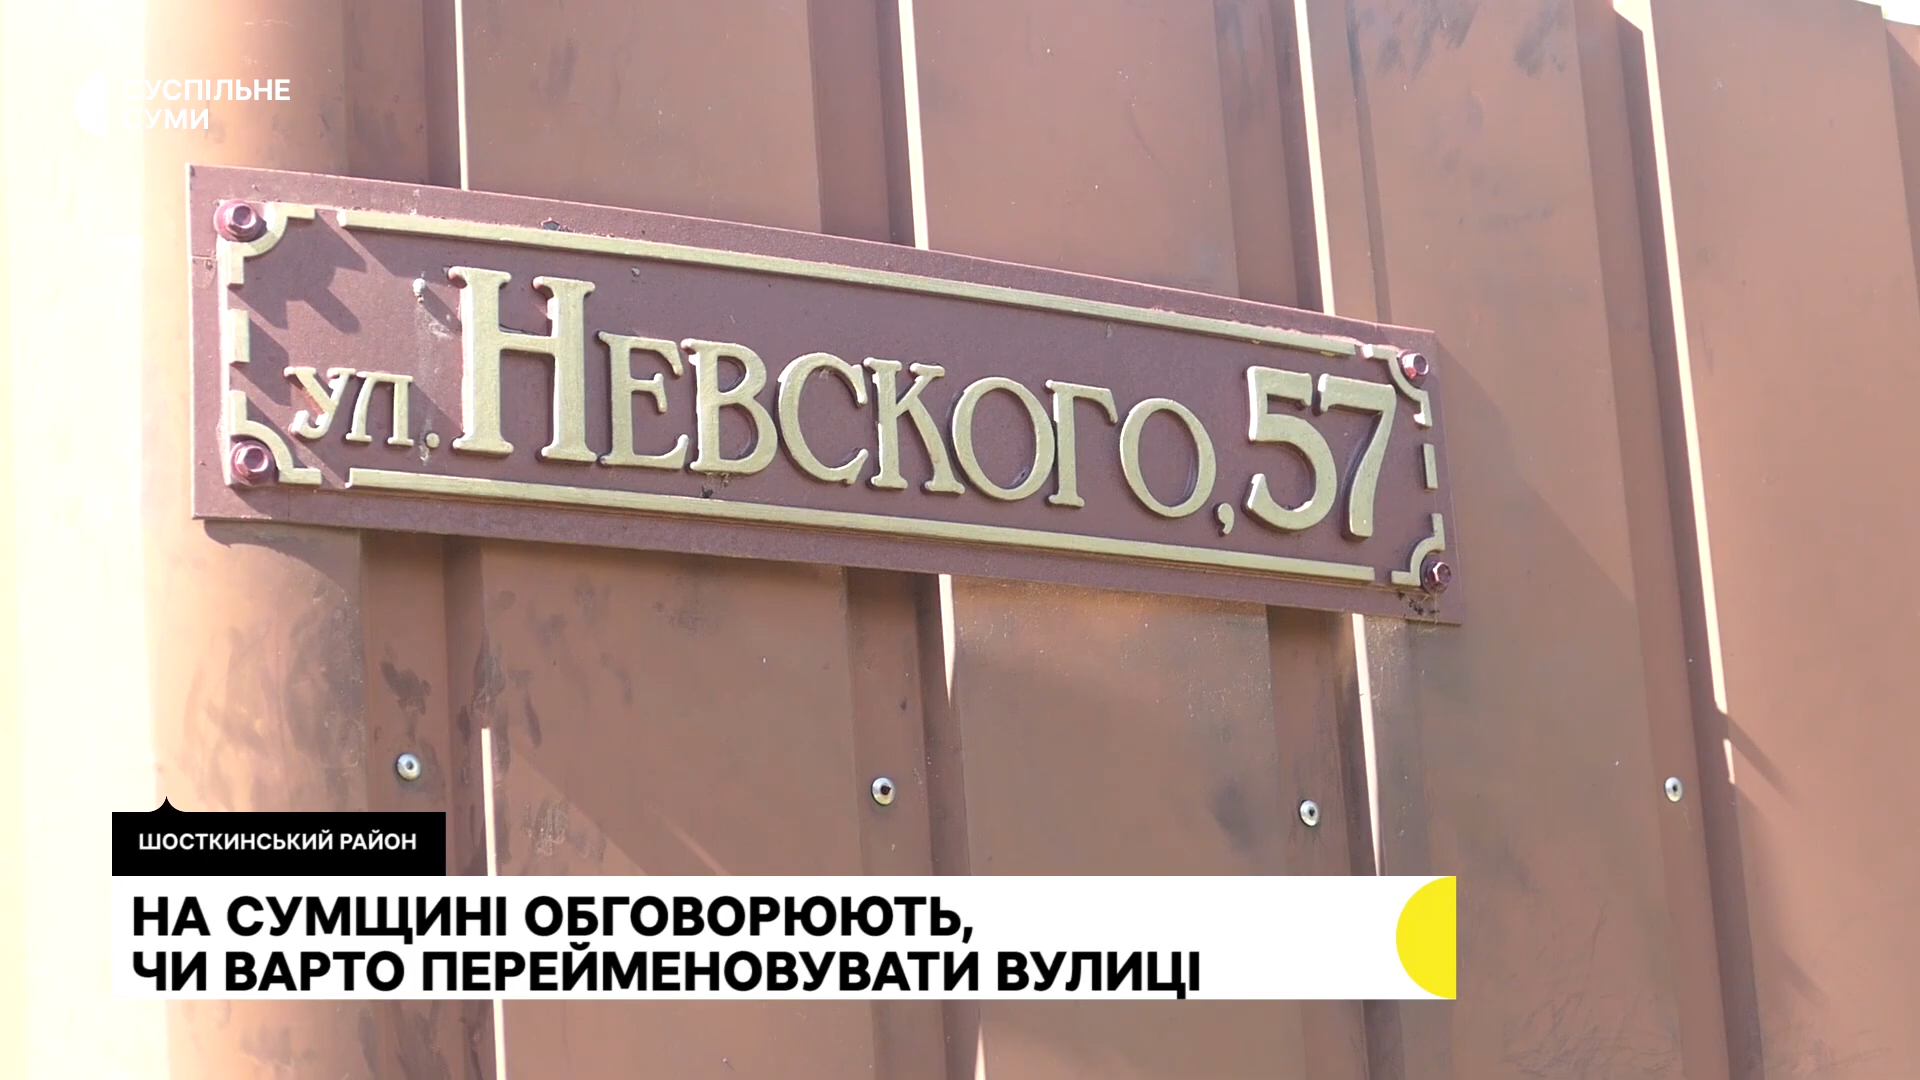 СУСПІЛЬНЕ
СУМИ
ул. Невского, 57
ШОСТКИНСЬКИЙ РАЙОН
НА СУМЩИНІ ОБГОВОРЮЮТЬ,
ЧИ ВАРТО ПЕРЕЙМЕНОВУВАТИ ВУЛИЦІ